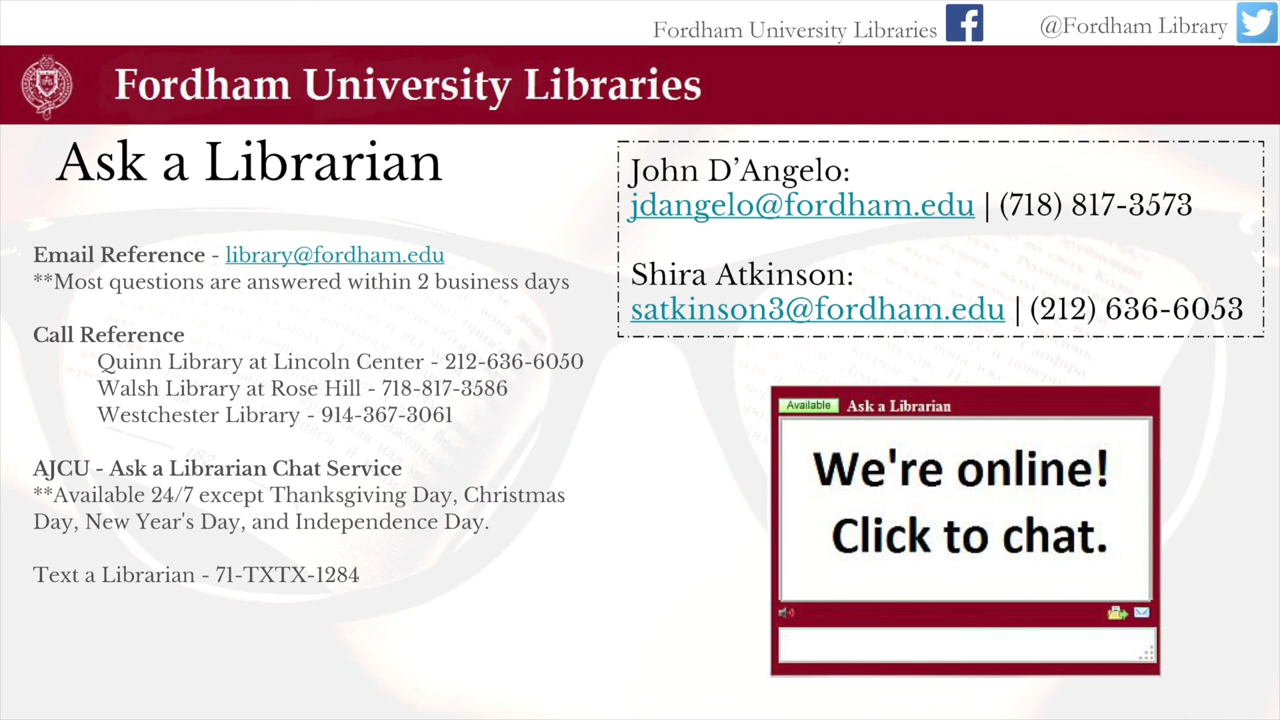 Fordham University Libraries
@Fordham Library
Fordham University Libraries
Ask a Librarian
Email Reference - library@fordham.edu
**Most questions are answered within 2 business days
Call Reference
Quinn Library at Lincoln Center - 212-636-6050
Walsh Library at Rose Hill - 718-817-3586
Westchester Library - 914-367-3061
AJCU - Ask a Librarian Chat Service
**Available 24/7 except Thanksgiving Day, Christmas
Day, New Year's Day, and Independence Day.
Text a Librarian - 71-TXTX-1284
John D’Angelo:
jdangelo@fordham.edu | (718) 817-3573
Shira Atkinson:
satkinson3@fordham.edu | (212) 636-6053
Available Ask a Librarian
We're online!
Click to chat.